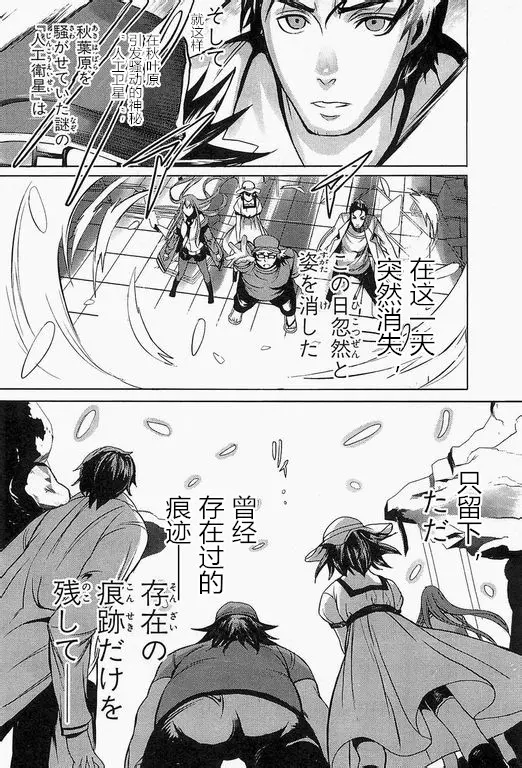 そして
就这样，
在秋叶原
引发骚动的神秘
“人工卫星”
秋葉原を
騒がせていた謎の
「人工衛星」は
在这一天
突然消失，
この日忽然と
姿を消した
只留下，
ただ
曾经
存在过的
痕迹——
存在の
痕跡だけを
残して——